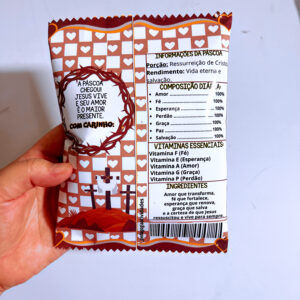 A PÁSCOA
CHEGOU!
JESUS VIVE
E SEU AMOR
É O MAIOR
PRESENTE.
COM CARINHO:
INFORMAÇÕES DA PÁSCOA
Porção: Ressurreição de Cristo
Rendimento: Vida eterna e
salvação.
COMPOSIÇÃO
• Amor 100%
• Fé 100%
• Esperança 100%
• Perdão 100%
• Graça 100%
• Paz 100%
• Salvação 100%
VITAMINAS ESSENCIAIS
Vitamina F (Fé)
Vitamina E (Esperança)
Vitamina A (Amor)
Vitamina G (Graça)
Vitamina P (Perdão)
INGREDIENTES
Amor que transforma,
fé que fortalece,
esperança que renova,
graça que salva
e a certeza de que Jesus
ressuscitou e vive para sempre.